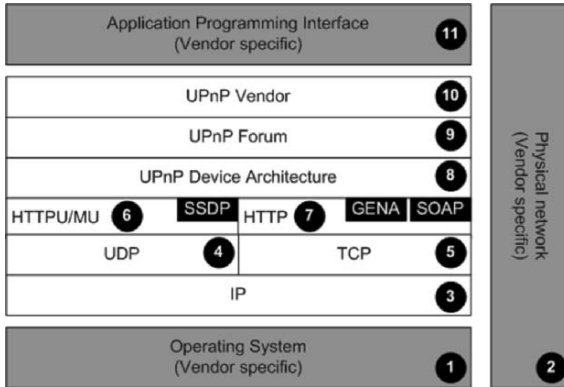 Application Programming Interface
(Vendor specific)
11
UPnP Vendor
10
UPnP Forum
9
UPnP Device Architecture
8
HTTPU/MU 6 SSDP HTTP 7 GENA SOAP
UDP 4 TCP 5
IP
3
Operating System
(Vendor specific)
1
Physical network
(Vendor specific)
2